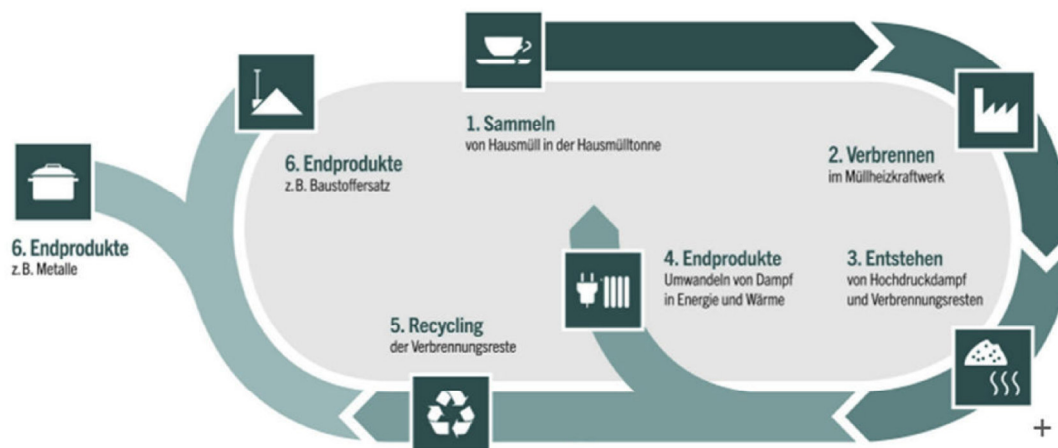 1. Sammeln
von Hausmüll in der Hausmülltonne
2. Verbrennen
im Müllheizkraftwerk
3. Entstehen
von Hochdruckdampf
und Verbrennungsresten
4. Endprodukte
Umwandeln von Dampf
in Energie und Wärme
5. Recycling
der Verbrennungsreste
6. Endprodukte
z.B. Baustoffersatz
6. Endprodukte
z.B. Metalle